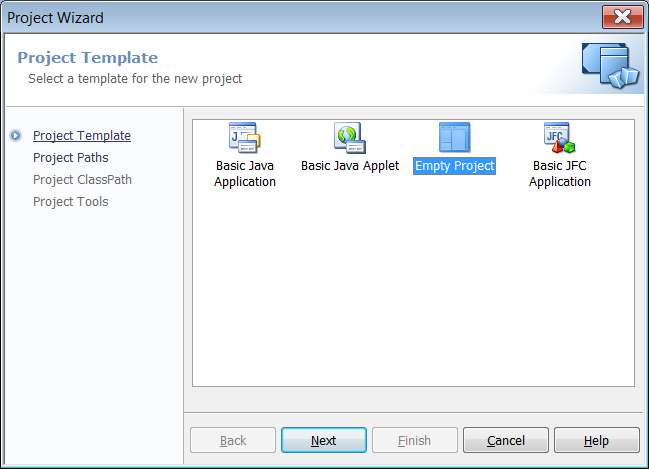 Project Wizard
Project Template
Select a template for the new project
Project Template
Project Paths
Project ClassPath
Project Tools
Basic Java
Application
Basic Java Applet
Empty Project
JFC
Basic JFC
Application
Back
Next
Finish
Cancel
Help